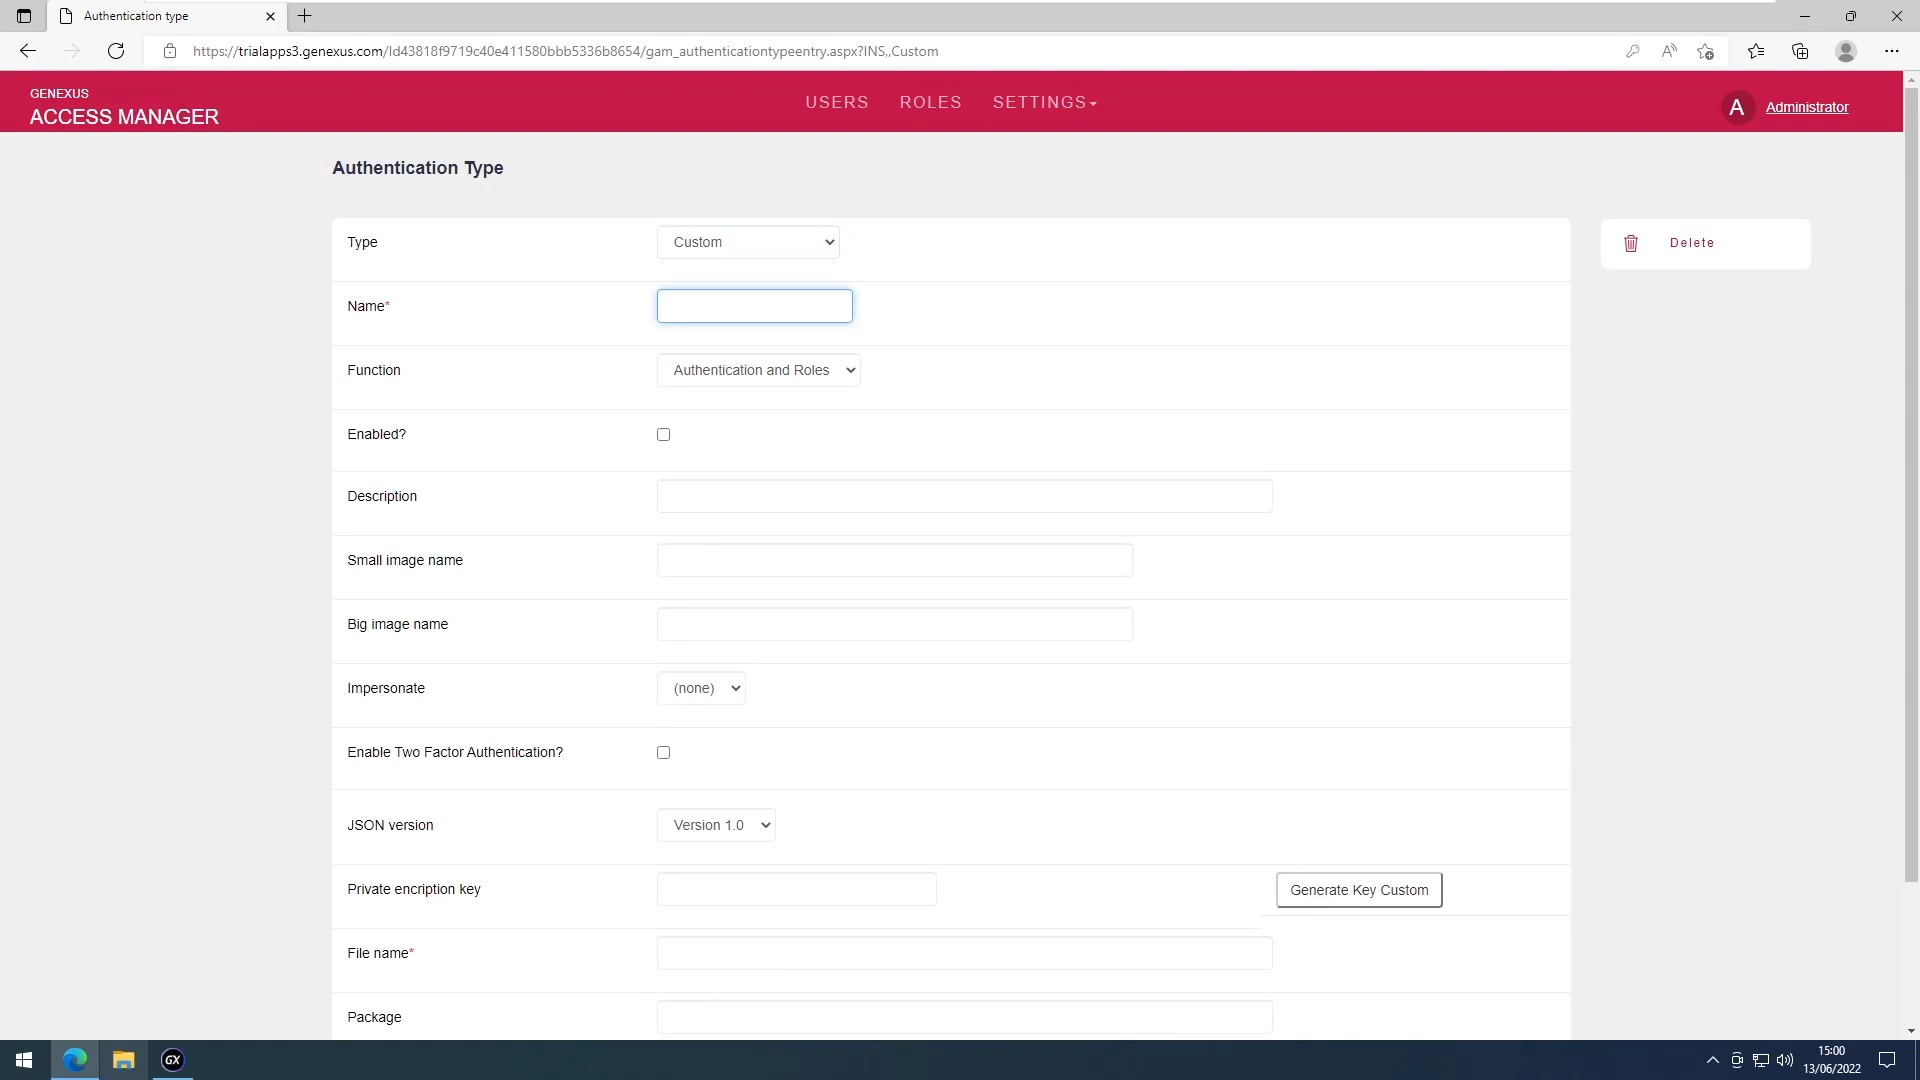 Authentication type
https://trialapps3.genexus.com/Id43818f9719c40e411580bbb5336b8654/gam_authenticationtypeentry.aspx?INS,,Custom
GENEXUS
ACCESS MANAGER
USERS ROLES SETTINGS
A Administrator
Authentication Type
Type Custom
Delete
Name*
Function Authentication and Roles
Enabled?
Description
Small image name
Big image name
Impersonate (none)
Enable Two Factor Authentication?
JSON version Version 1.0
Private encription key Generate Key Custom
File name*
Package
GX
15:00
13/06/2022